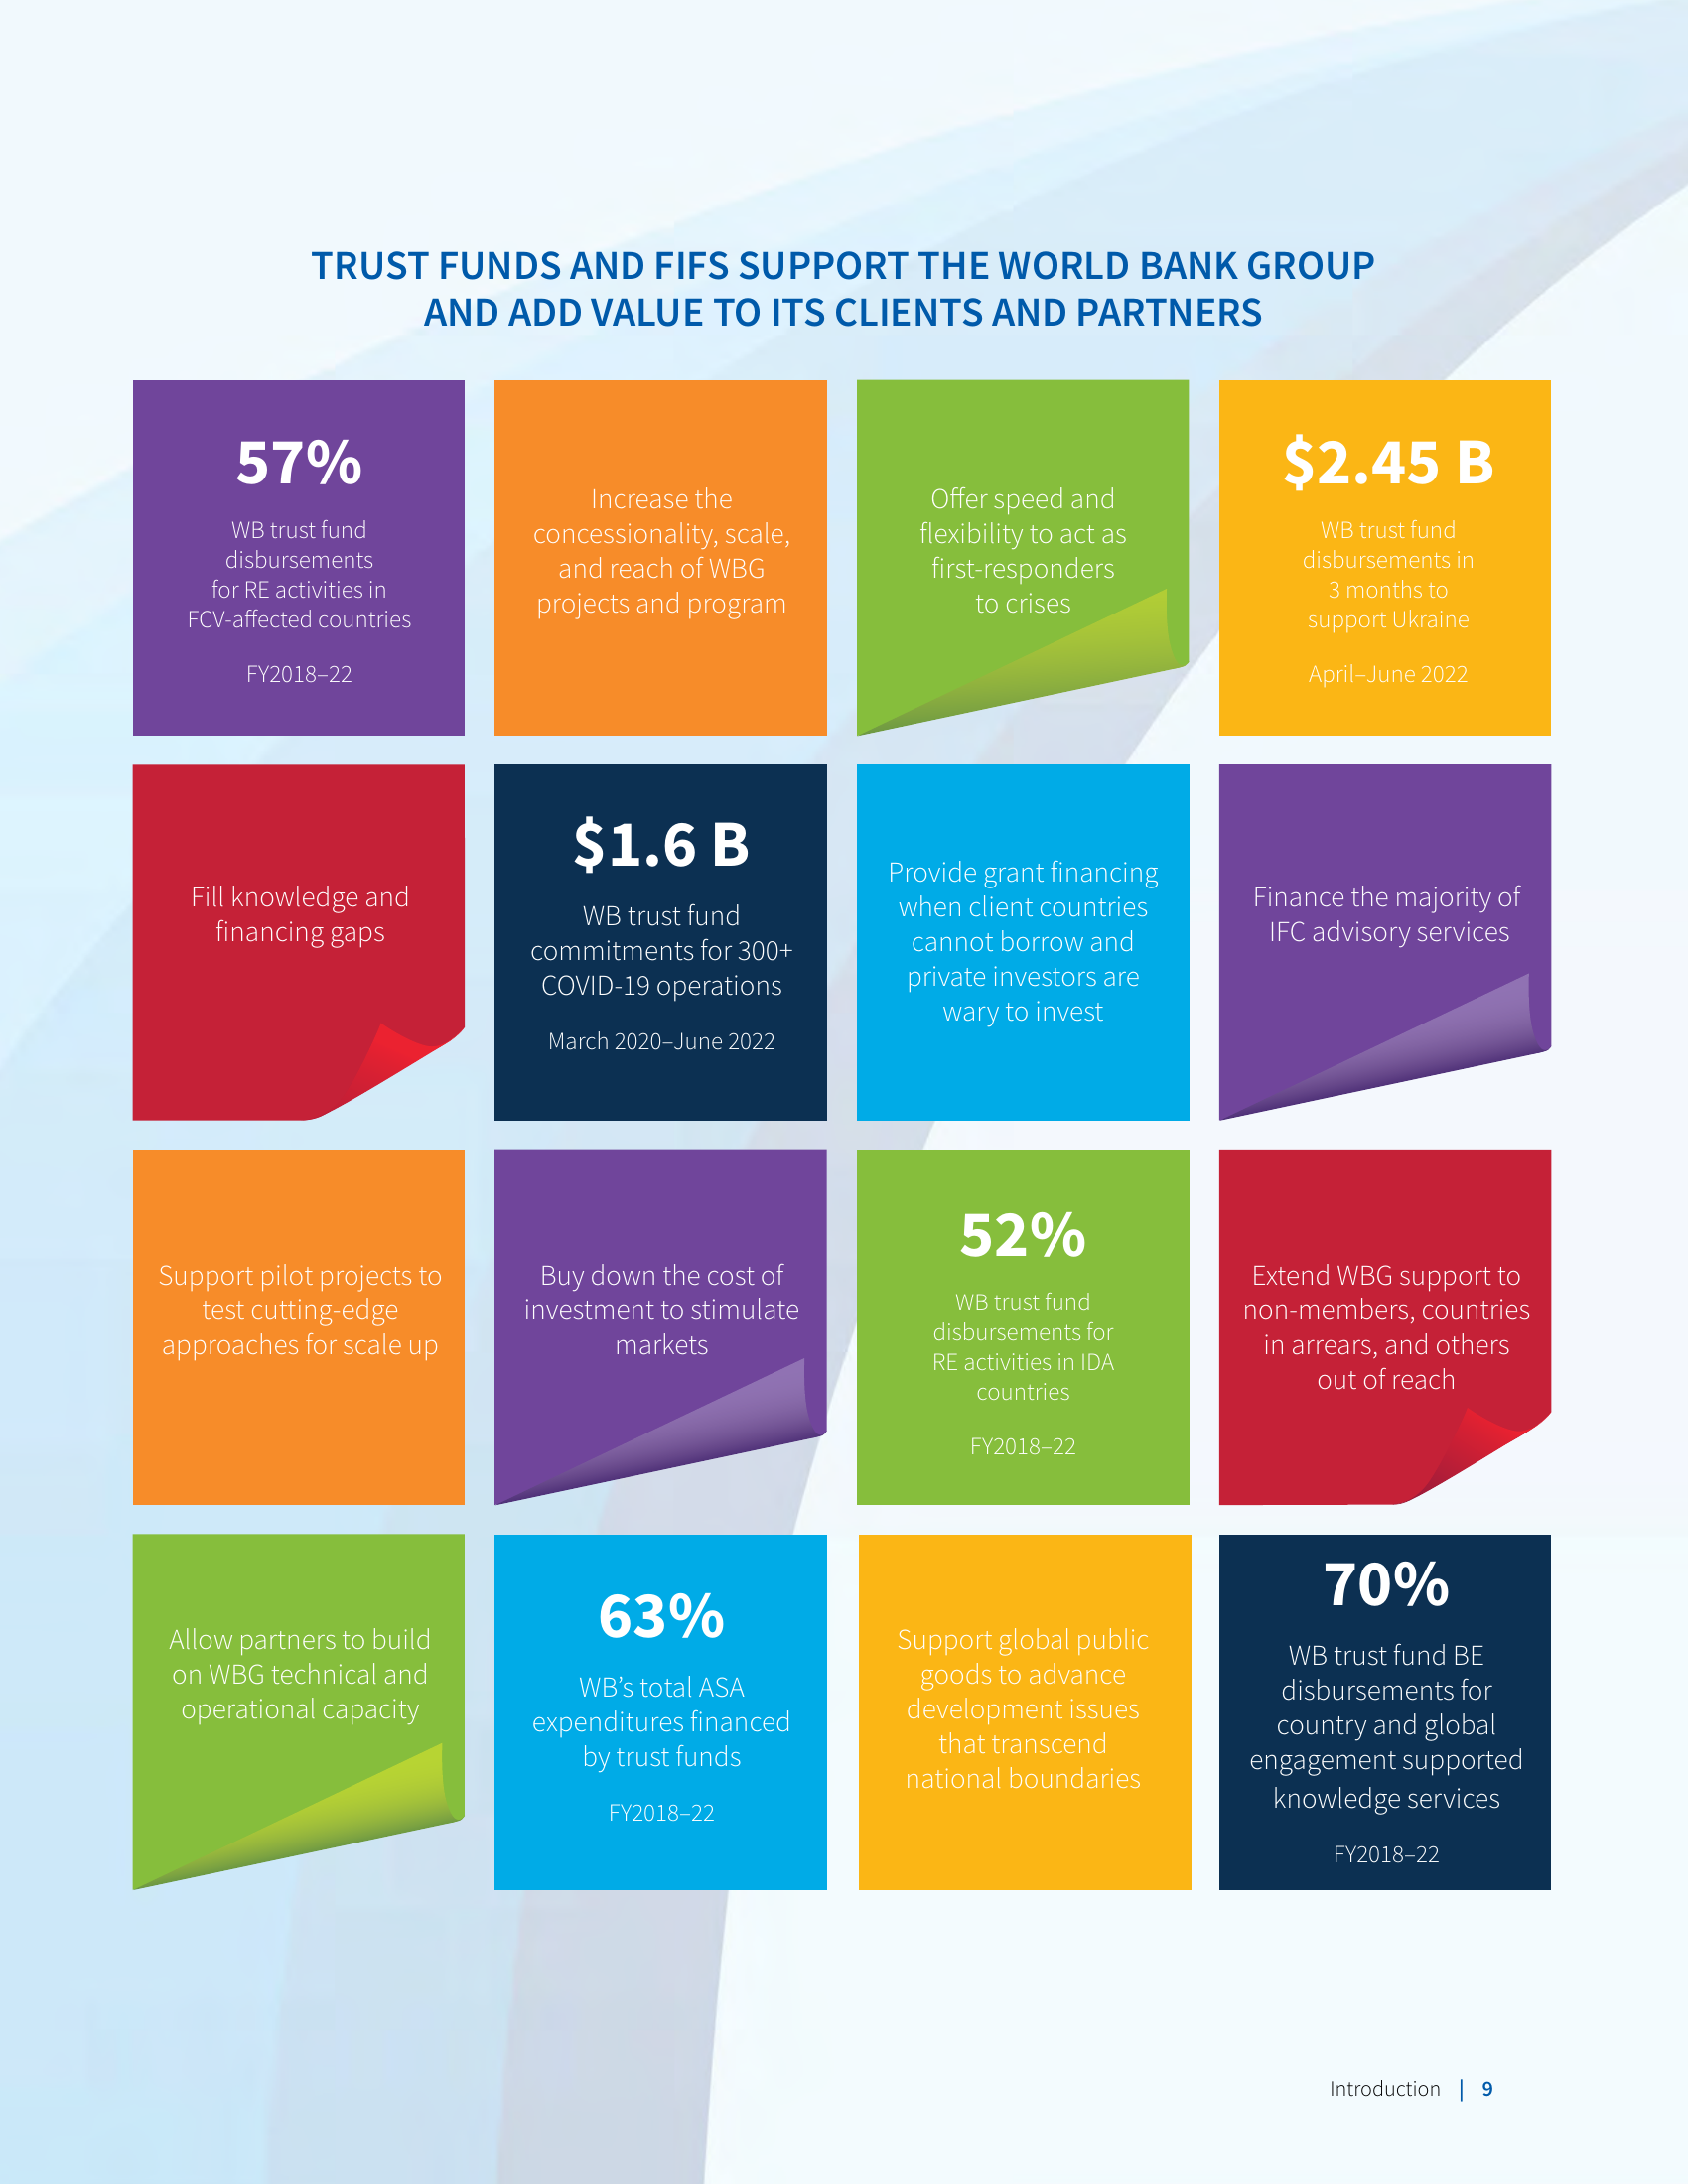 TRUST FUNDS AND FIFS SUPPORT THE WORLD BANK GROUP
AND ADD VALUE TO ITS CLIENTS AND PARTNERS
57%
WB trust fund
disbursements
for RE activities in
FCV-affected countries
FY2018–22
Increase the
concessionality, scale,
and reach of WBG
projects and program
Offer speed and
flexibility to act as
first-responders
to crises
$2.45 B
WB trust fund
disbursements in
3 months to
support Ukraine
April–June 2022
Fill knowledge and
financing gaps
$1.6 B
WB trust fund
commitments for 300+
COVID-19 operations
March 2020–June 2022
Provide grant financing
when client countries
cannot borrow and
private investors are
wary to invest
Finance the majority of
IFC advisory services
Support pilot projects to
test cutting-edge
approaches for scale up
Buy down the cost of
investment to stimulate
markets
52%
WB trust fund
disbursements for
RE activities in IDA
countries
FY2018–22
Extend WBG support to
non-members, countries
in arrears, and others
out of reach
Allow partners to build
on WBG technical and
operational capacity
63%
WB’s total ASA
expenditures financed
by trust funds
FY2018–22
Support global public
goods to advance
development issues
that transcend
national boundaries
70%
WB trust fund BE
disbursements for
country and global
engagement supported
knowledge services
FY2018–22
Introduction | 9